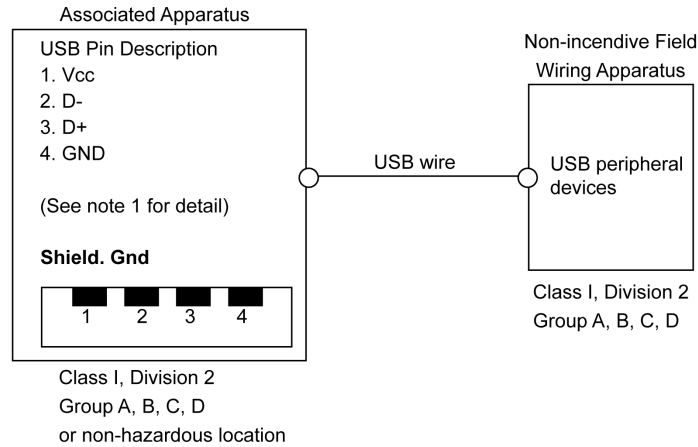 Associated Apparatus
USB Pin Description
1. Vcc
2. D-
3. D+
4. GND
(See note 1 for detail)
Shield. Gnd
1 2 3 4
Class I, Division 2
Group A, B, C, D
or non-hazardous location
USB wire
Non-incendive Field
Wiring Apparatus
USB peripheral
devices
Class I, Division 2
Group A, B, C, D